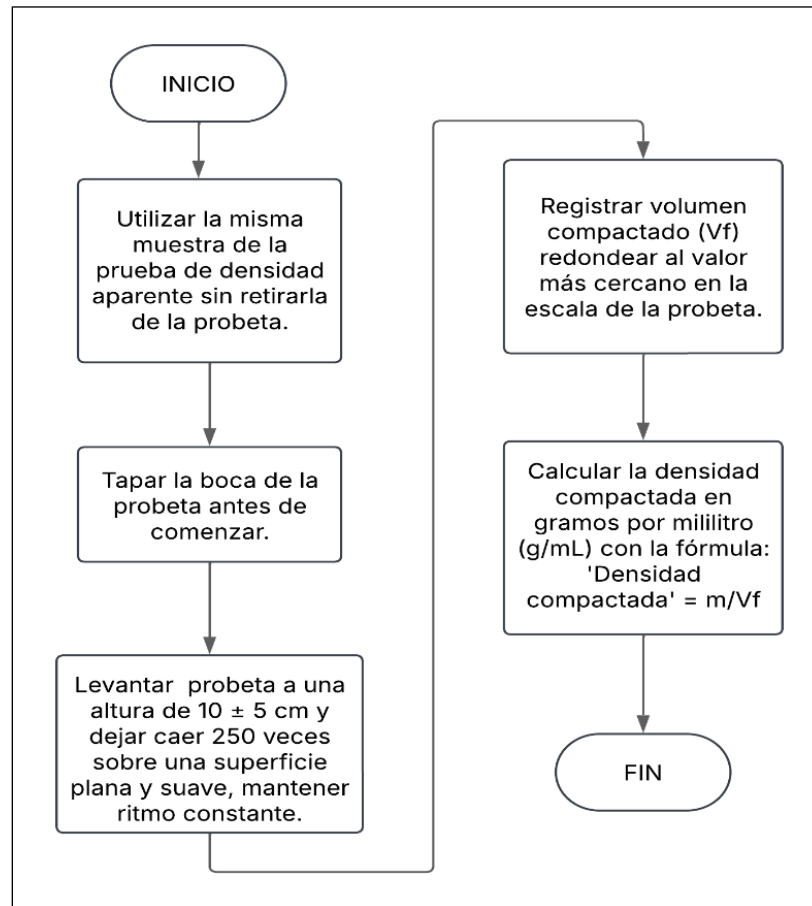 INICIO
Utilizar la misma
muestra de la
prueba de densidad
aparente sin retirarla
de la probeta.
Tapar la boca de la
probeta antes de
comenzar.
Levantar probeta a una
altura de 10 ± 5 cm y
dejar caer 250 veces
sobre una superficie
plana y suave, mantener
ritmo constante.
Registrar volumen
compactado (Vf)
redondear al valor
más cercano en la
escala de la probeta.
Calcular la densidad
compactada en
gramos por mililitro
(g/mL) con la fórmula:
'Densidad
compactada' = m/Vf
FIN